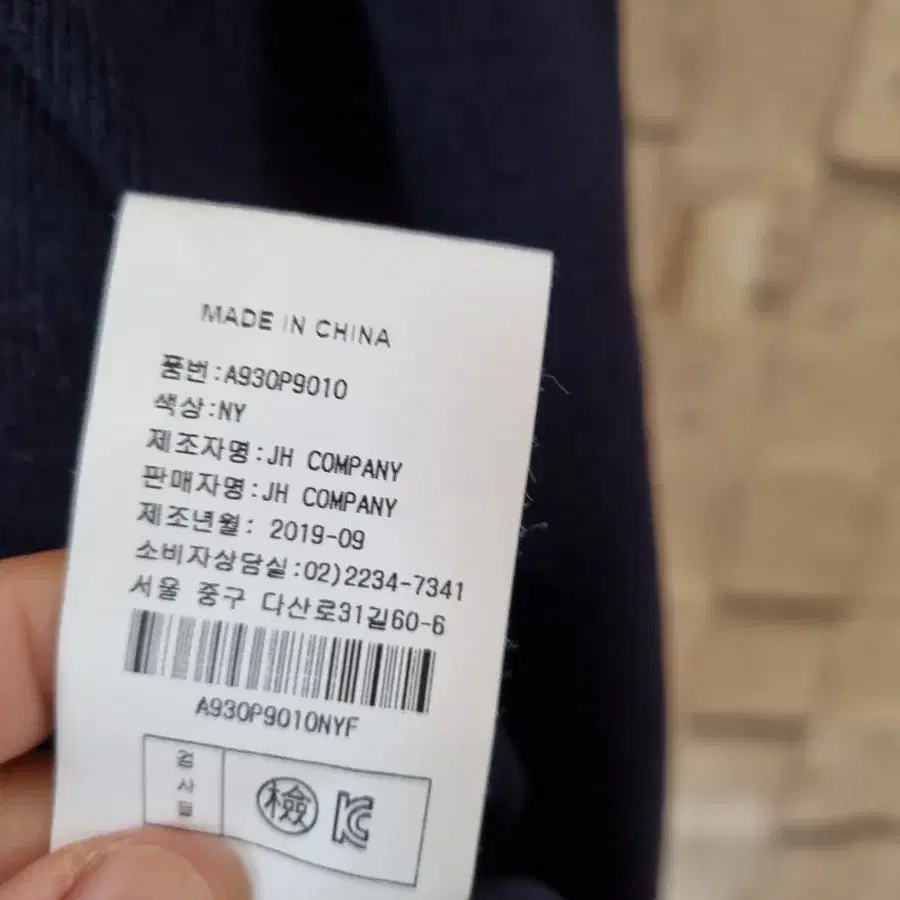 MADE IN CHINA
품번:A930P9010
색상:NY
제조자명:JH COMPANY
판매자명:JH COMPANY
제조년월: 2019-09
소비자상담실:02)2234-7341
서울 중구 다산로31길60-6
A930P9010NYF
검사필
檢 KC